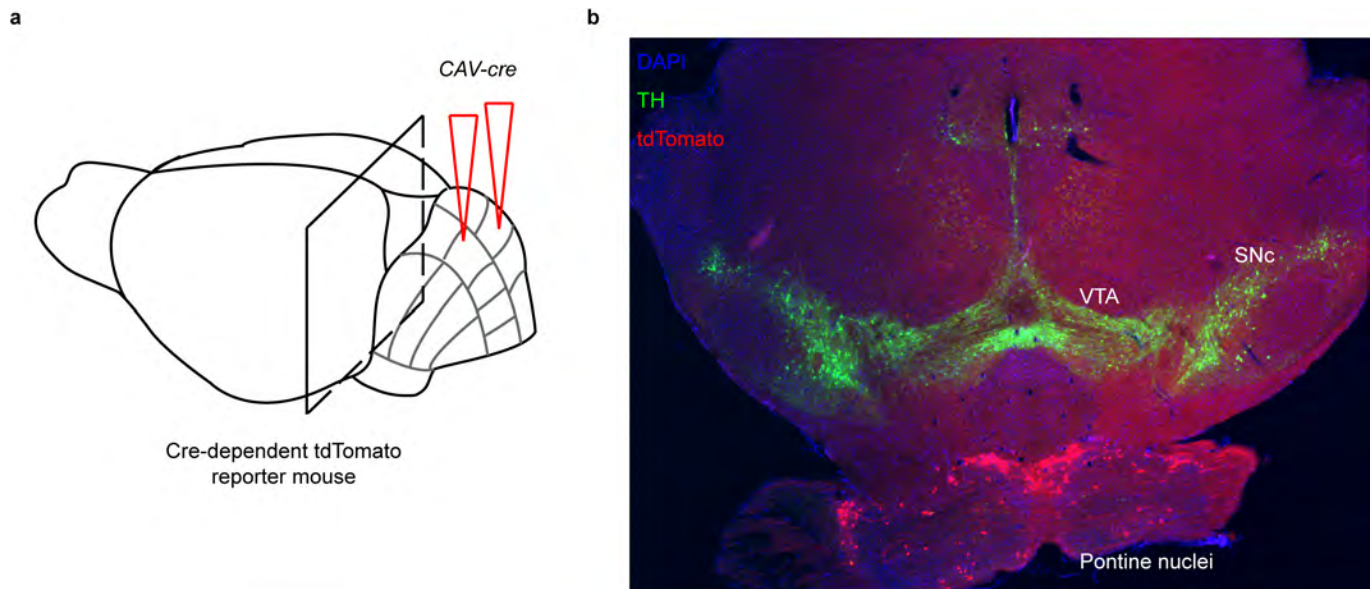 a
CAV-cre
Cre-dependent tdTomato
reporter mouse
b
DAPI
TH
tdTomato
SNc
VTA
Pontine nuclei